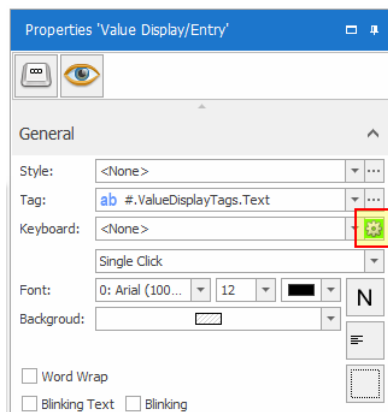 Properties 'Value Display/Entry'
General
Style: <None>
Tag: ab #.ValueDisplayTags.Text
Keyboard: <None>
Single Click
Font: 0: Arial (100... 12 N
Backgroud:
Word Wrap
Blinking Text Blinking